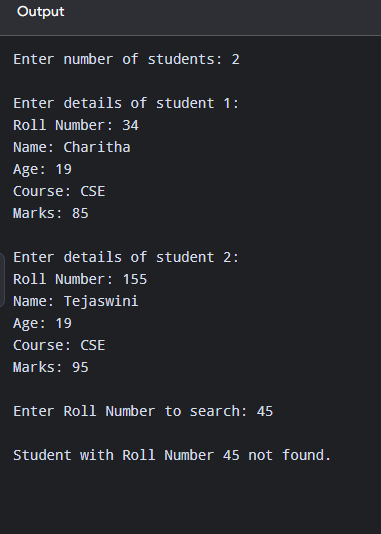 Output
Enter number of students: 2
Enter details of student 1:
Roll Number: 34
Name: Charitha
Age: 19
Course: CSE
Marks: 85
Enter details of student 2:
Roll Number: 155
Name: Tejaswini
Age: 19
Course: CSE
Marks: 95
Enter Roll Number to search: 45
Student with Roll Number 45 not found.